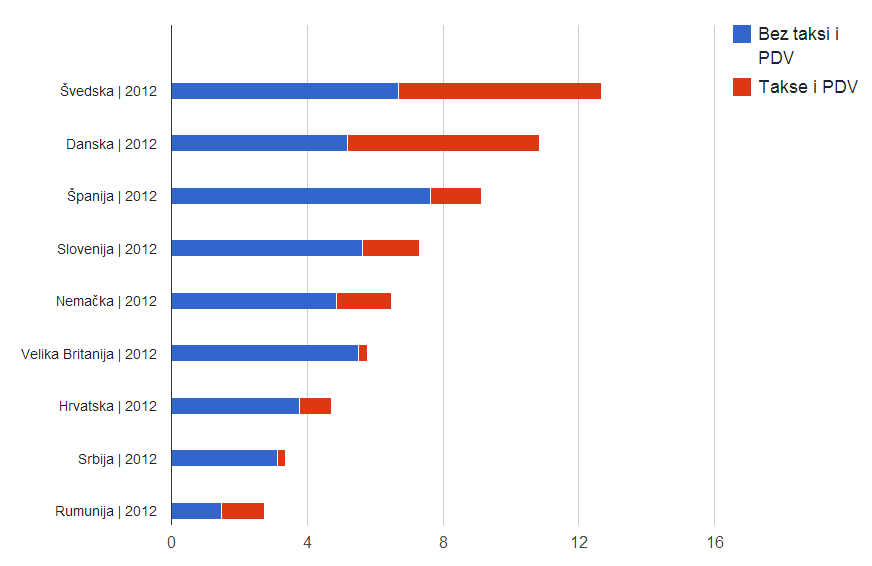 Bez taksi i
PDV
Takse i PDV
Švedska | 2012
Danska | 2012
Španija | 2012
Slovenija | 2012
Nemačka | 2012
Velika Britanija | 2012
Hrvatska | 2012
Srbija | 2012
Rumunija | 2012
0 4 8 12 16